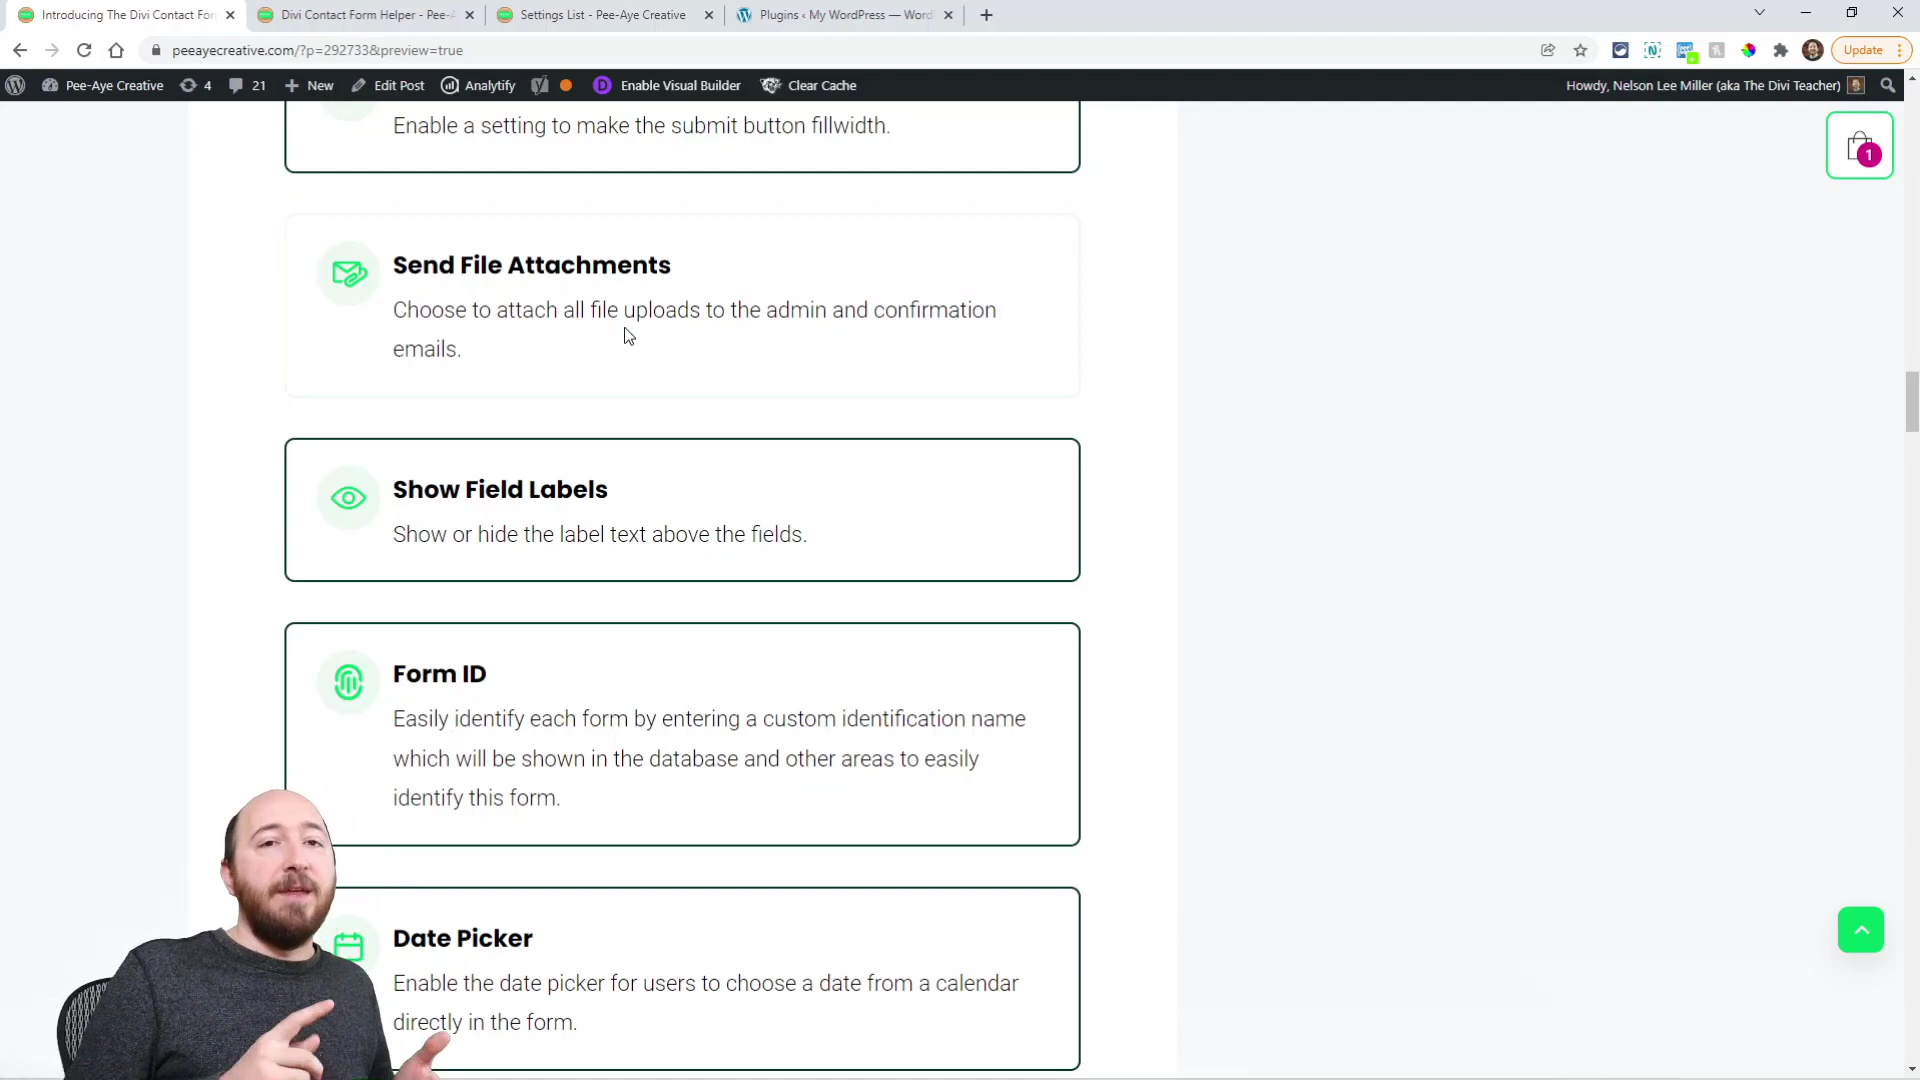 Introducing The Divi Contact For
Divi Contact Form Helper - Pee-A
Settings List - Pee-Aye Creative
Plugins ‹ My WordPress — Word
peeayecreative.com/?p=292733&preview=true
Update
Pee-Aye Creative
4
21
New
Edit Post
Analytify
Enable Visual Builder
Clear Cache
Howdy, Nelson Lee Miller (aka The Divi Teacher)
1
Enable a setting to make the submit button fillwidth.
Send File Attachments
Choose to attach all file uploads to the admin and confirmation
emails.
Show Field Labels
Show or hide the label text above the fields.
Form ID
Easily identify each form by entering a custom identification name
which will be shown in the database and other areas to easily
identify this form.
Date Picker
Enable the date picker for users to choose a date from a calendar
directly in the form.